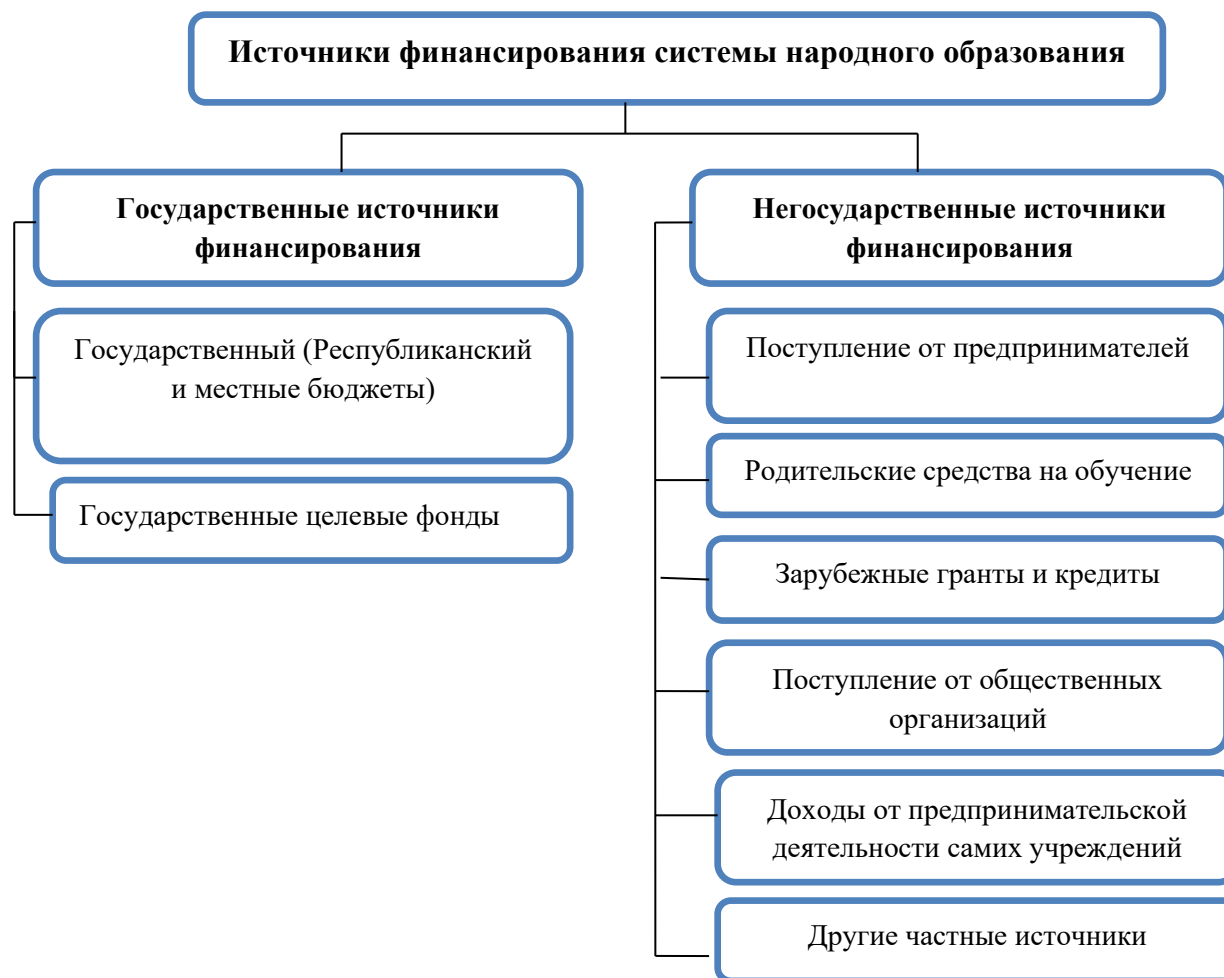 Источники финансирования системы народного образования
Государственные источники
финансирования
Государственный (Республиканский
и местные бюджеты)
Государственные целевые фонды
Негосударственные источники
финансирования
Поступление от предпринимателей
Родительские средства на обучение
Зарубежные гранты и кредиты
Поступление от общественных
организаций
Доходы от предпринимательской
деятельности самих учреждений
Другие частные источники